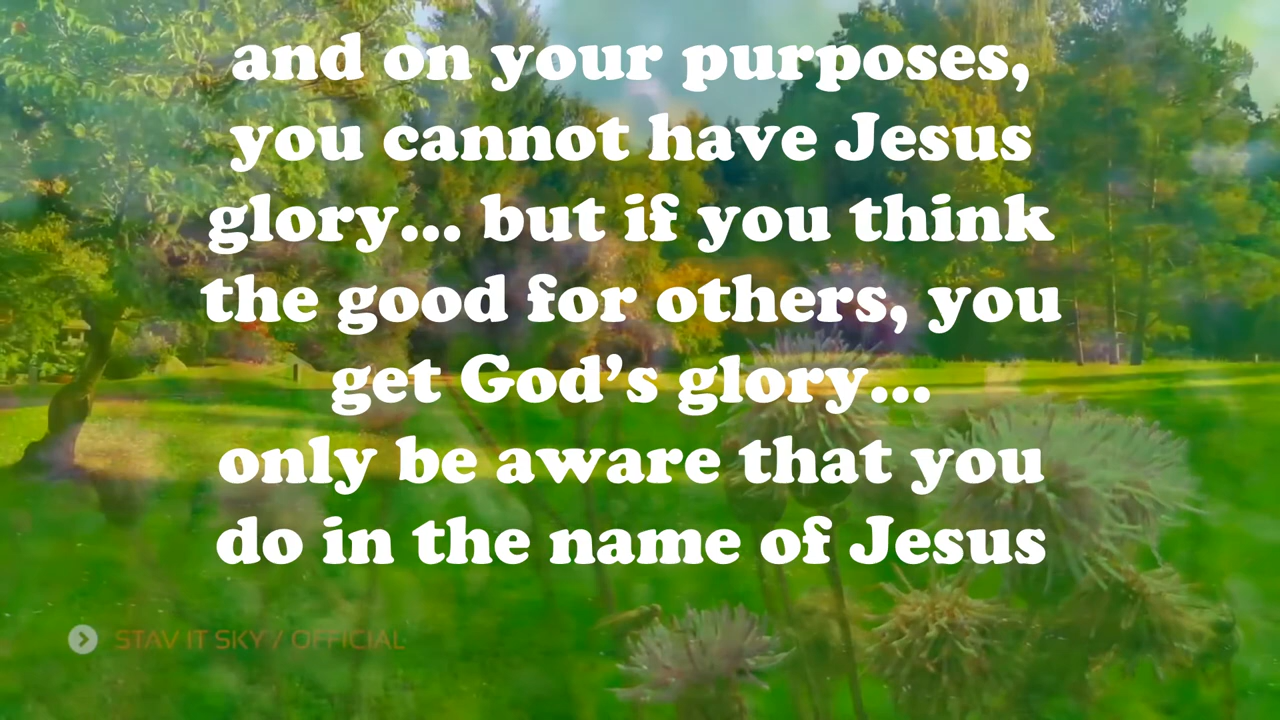 and on your purposes,
you cannot have Jesus
glory... but if you think
the good for others, you
get God’s glory...
only be aware that you
do in the name of Jesus
STAV IT SKY / OFFICIAL